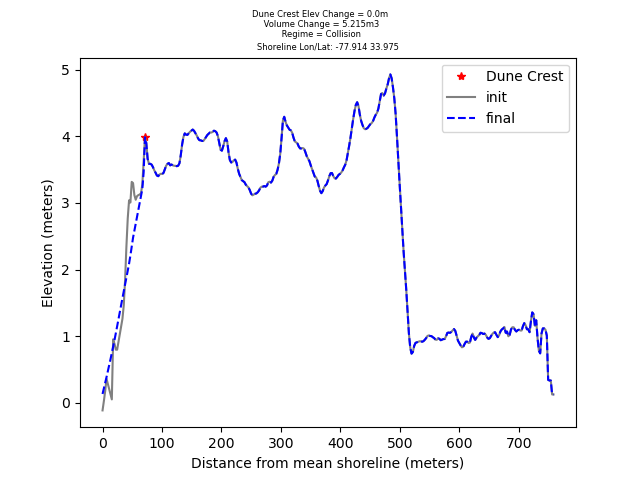 Dune Crest Elev Change = 0.0m
Volume Change = 5.215m3
Regime = Collision
Shoreline Lon/Lat: -77.914 33.975
Dune Crest
init
final
Elevation (meters)
5
4
3
2
1
0
0 100 200 300 400 500 600 700
Distance from mean shoreline (meters)